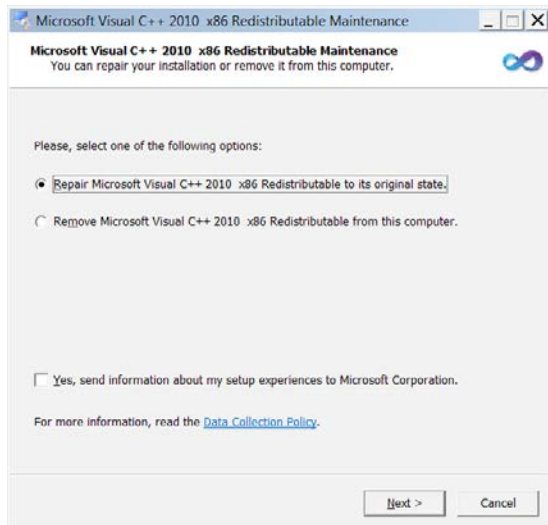 Microsoft Visual C++ 2010  x86 Redistributable Maintenance
Microsoft Visual C++ 2010  x86 Redistributable Maintenance
You can repair your installation or remove it from this computer.
Please, select one of the following options:
Repair Microsoft Visual C++ 2010  x86 Redistributable to its original state.
Remove Microsoft Visual C++ 2010  x86 Redistributable from this computer.
Yes, send information about my setup experiences to Microsoft Corporation.
For more information, read the Data Collection Policy.
Next > Cancel